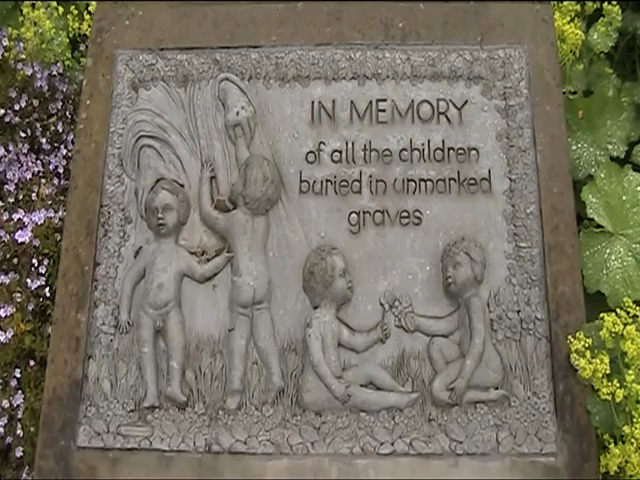 IN MEMORY
of all the children
buried in unmarked
graves